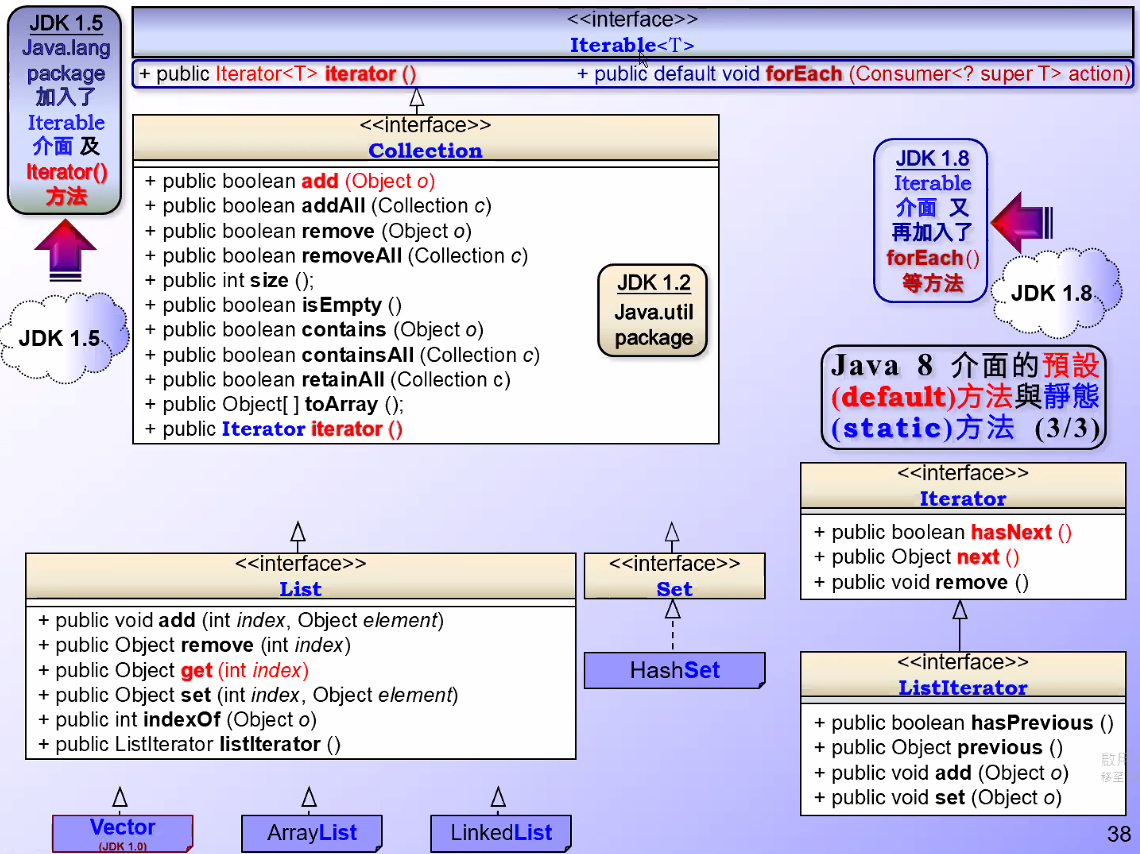 JDK 1.5
Java.lang
package
加入了
Iterable
介面 及
Iterator()
方法
JDK 1.5
<<interface>>
Iterable<T>
+ public Iterator<T> iterator ()
+ public default void forEach (Consumer<? super T> action)
<<interface>>
Collection
+ public boolean add (Object o)
+ public boolean addAll (Collection c)
+ public boolean remove (Object o)
+ public boolean removeAll (Collection c)
+ public int size ();
+ public boolean isEmpty ()
+ public boolean contains (Object o)
+ public boolean containsAll (Collection c)
+ public boolean retainAll (Collection c)
+ public Object[ ] toArray ();
+ public Iterator iterator ()
JDK 1.2
Java.util
package
JDK 1.8
Iterable
介面 又
再加入了
forEach()
等方法
JDK 1.8
Java 8 介面的預設
(default)方法與靜態
(static)方法 (3/3)
<<interface>>
List
+ public void add (int index, Object element)
+ public Object remove (int index)
+ public Object get (int index)
+ public Object set (int index, Object element)
+ public int indexOf (Object o)
+ public ListIterator listIterator ()
<<interface>>
Set
HashSet
<<interface>>
Iterator
+ public boolean hasNext ()
+ public Object next ()
+ public void remove ()
<<interface>>
ListIterator
+ public boolean hasPrevious ()
+ public Object previous ()
+ public void add (Object o)
+ public void set (Object o)
Vector
(JDK 1.0)
ArrayList
LinkedList
移至
38